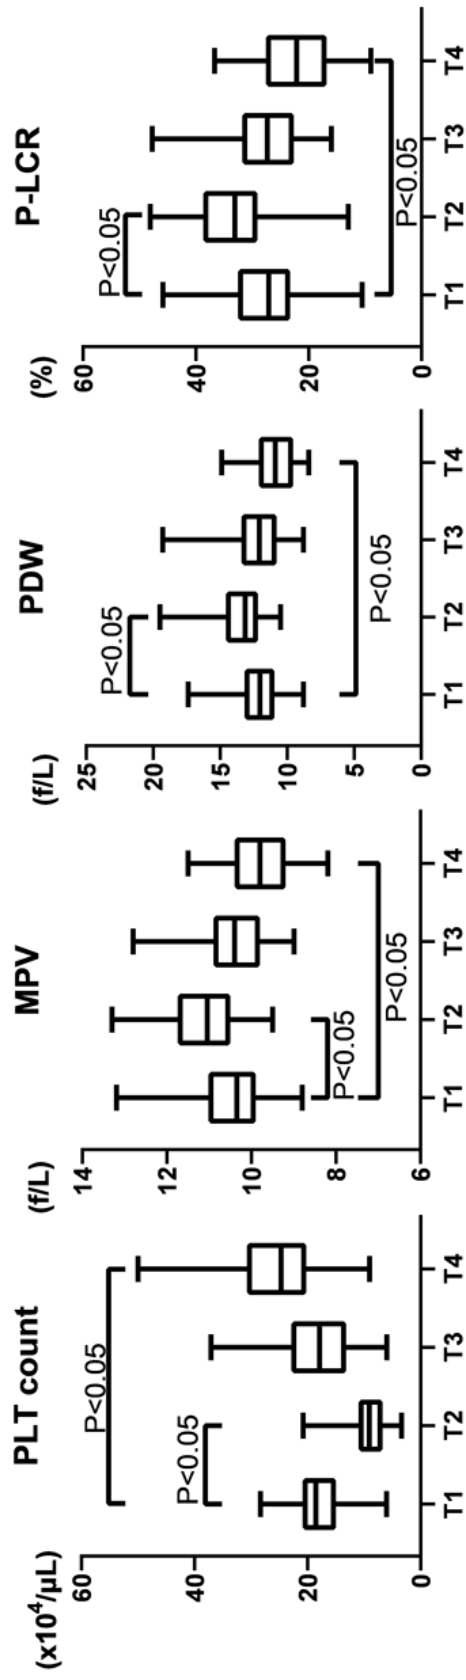 PLT count
(x10⁴/μL)
60
40
20
0
P<0.05
P<0.05
T1 T2 T3 T4
MPV
(f/L)
14
12
10
8
6
P<0.05
P<0.05
T1 T2 T3 T4
PDW
(f/L)
25
20
15
10
5
0
P<0.05
P<0.05
T1 T2 T3 T4
P-LCR
(%)
60
40
20
0
P<0.05
P<0.05
T1 T2 T3 T4